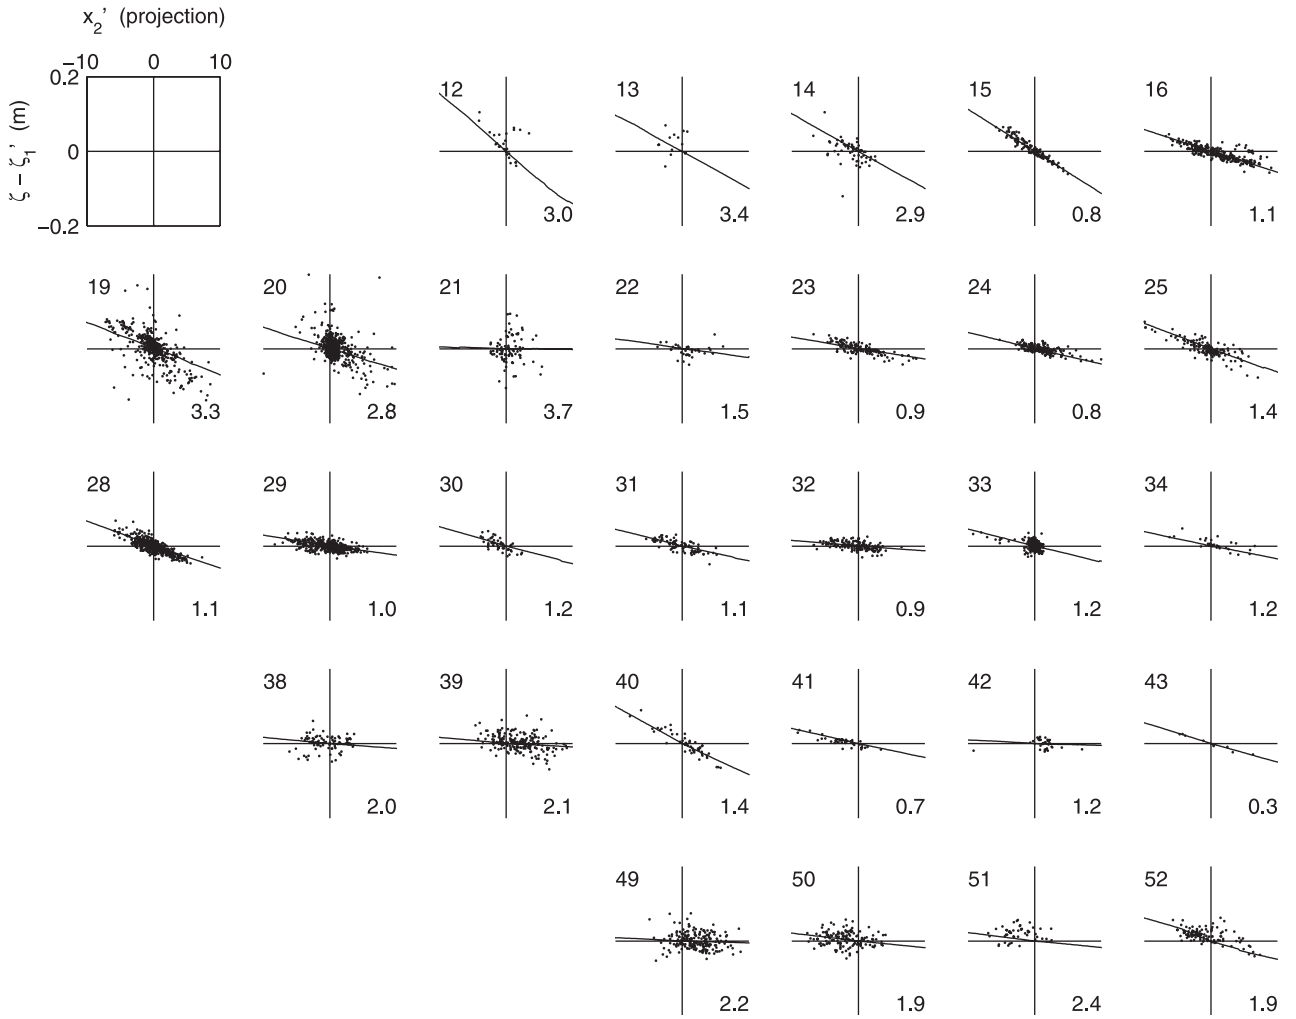 x2' (projection)
−10 0 10
0.2
0
−0.2
ζ − ζ1' (m)
12 13 14 15 16
3.0 3.4 2.9 0.8 1.1
19 20 21 22 23 24 25
3.3 2.8 3.7 1.5 0.9 0.8 1.4
28 29 30 31 32 33 34
1.1 1.0 1.2 1.1 0.9 1.2 1.2
38 39 40 41 42 43
2.0 2.1 1.4 0.7 1.2 0.3
49 50 51 52
2.2 1.9 2.4 1.9